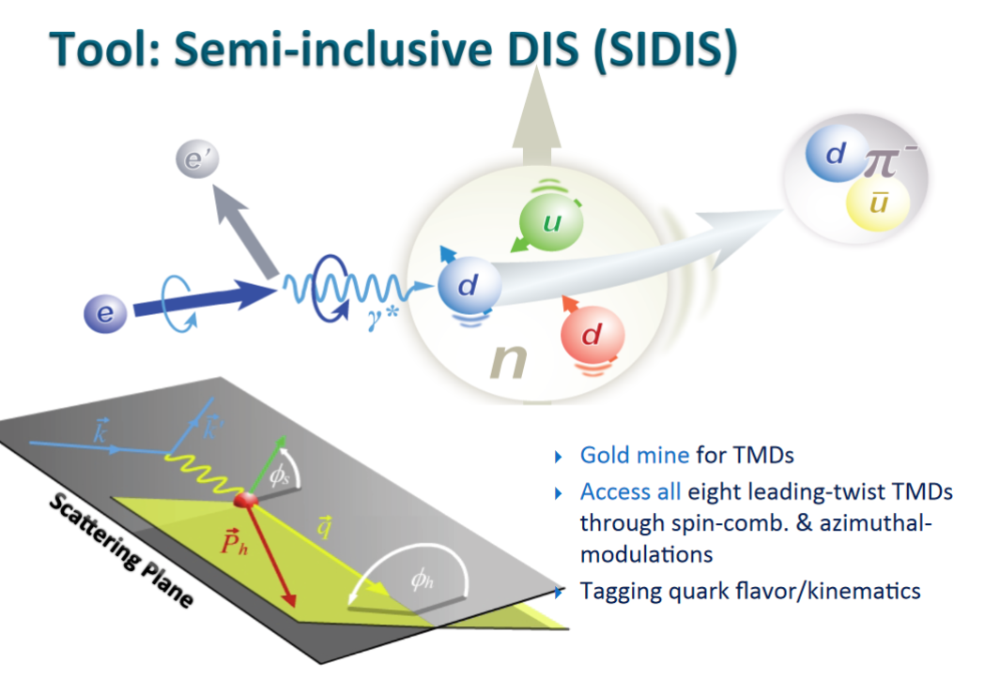 Tool: Semi-inclusive DIS (SIDIS)
e'
d π⁻
ū
u
e
γ*
d
d
n
k⃗
k⃗'
ϕs
q⃗
P⃗h
ϕh
Scattering Plane
Gold mine for TMDs
Access all eight leading-twist TMDs
through spin-comb. & azimuthal-
modulations
Tagging quark flavor/kinematics